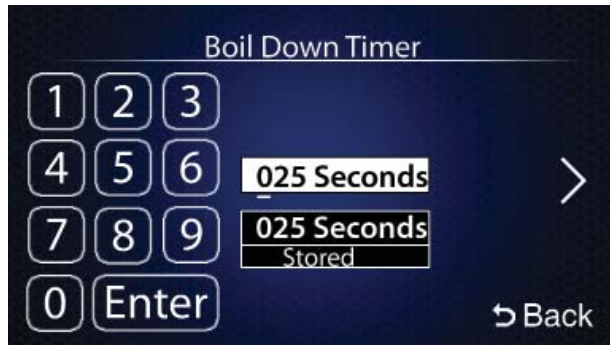 Boil Down Timer
1 2 3
4 5 6
025 Seconds
7 8 9
025 Seconds
Stored
0 Enter
Back